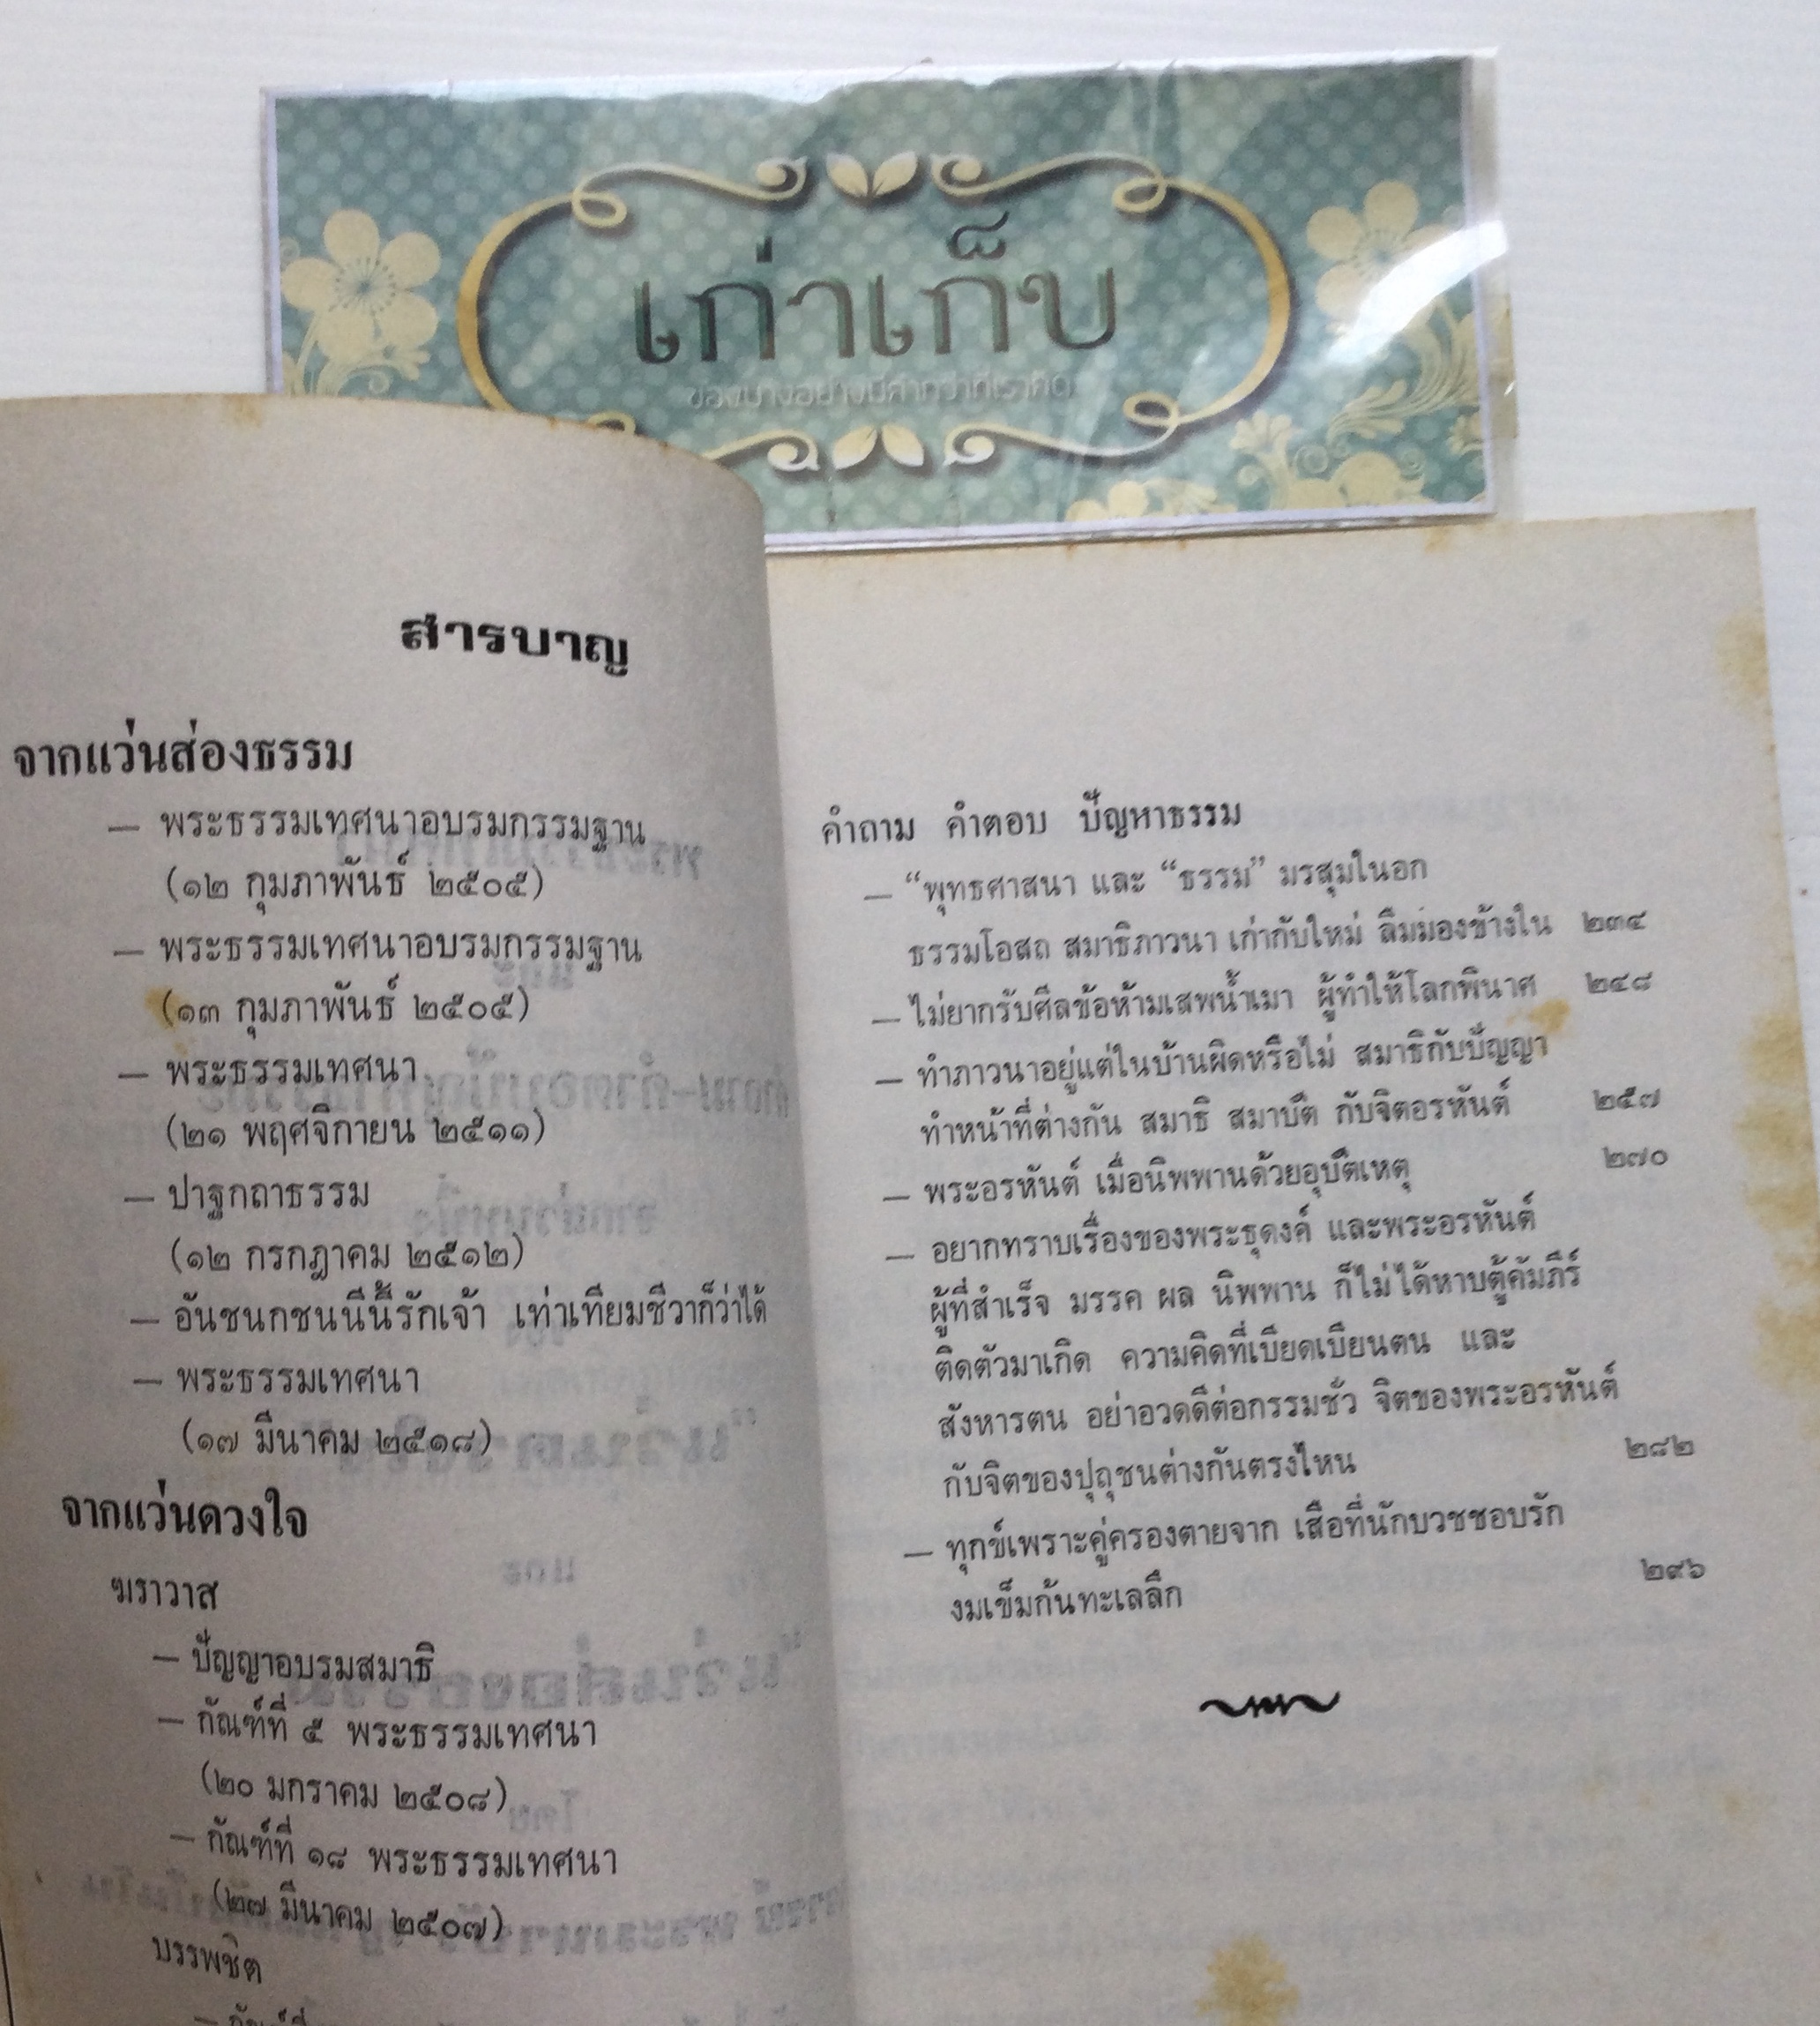 เก่าเก็บ
ของบางอย่างมีค่ากว่าที่เราคิด
สารบาญ
จากแว่นส่องธรรม
— พระธรรมเทศนาอบรมกรรมฐาน
(๑๒ กุมภาพันธ์ ๒๕๐๕)
— พระธรรมเทศนาอบรมกรรมฐาน
(๑๓ กุมภาพันธ์ ๒๕๐๕)
— พระธรรมเทศนา
(๒๑ พฤศจิกายน ๒๕๑๑)
— ปาฐกถาธรรม
(๑๒ กรกฎาคม ๒๕๑๒)
— อันชนกชนนีนี้รักเจ้า เท่าเทียมชีวาก็ว่าได้
— พระธรรมเทศนา
(๑๗ มีนาคม ๒๕๑๘)
จากแว่นดวงใจ
ฆราวาส
— ปัญญาอบรมสมาธิ
— กัณฑ์ที่ ๕ พระธรรมเทศนา
(๒๐ มกราคม ๒๕๐๘)
— กัณฑ์ที่ ๑๘ พระธรรมเทศนา
(๒๗ มีนาคม ๒๕๐๗)
บรรพชิต
— กัณฑ์ที่
คำถาม คำตอบ ปัญหาธรรม
— “พุทธศาสนา และ “ธรรม” มรสุมในอก
ธรรมโอสถ สมาธิภาวนา เก่ากับใหม่ ลืมมองข้างใน ๒๓๔
— ไม่ยากรับศีลข้อห้ามเสพน้ำเมา ผู้ทำให้โลกพินาศ ๒๔๘
— ทำภาวนาอยู่แต่ในบ้านผิดหรือไม่ สมาธิกับปัญญา
ทำหน้าที่ต่างกัน สมาธิ สมาบัติ กับจิตอรหันต์ ๒๕๗
— พระอรหันต์ เมื่อนิพพานด้วยอุบัติเหตุ ๒๗๐
— อยากทราบเรื่องของพระธุดงค์ และพระอรหันต์
ผู้ที่สำเร็จ มรรค ผล นิพพาน ก็ไม่ได้หาบตู้คัมภีร์
ติดตัวมาเกิด ความคิดที่เบียดเบียนตน และ
สังหารตน อย่าอวดดีต่อกรรมชั่ว จิตของพระอรหันต์
กับจิตของปุถุชนต่างกันตรงไหน ๒๘๒
— ทุกข์เพราะคู่ครองตายจาก เสือที่นักบวชชอบรัก
งมเข็มก้นทะเลลึก ๒๙๖